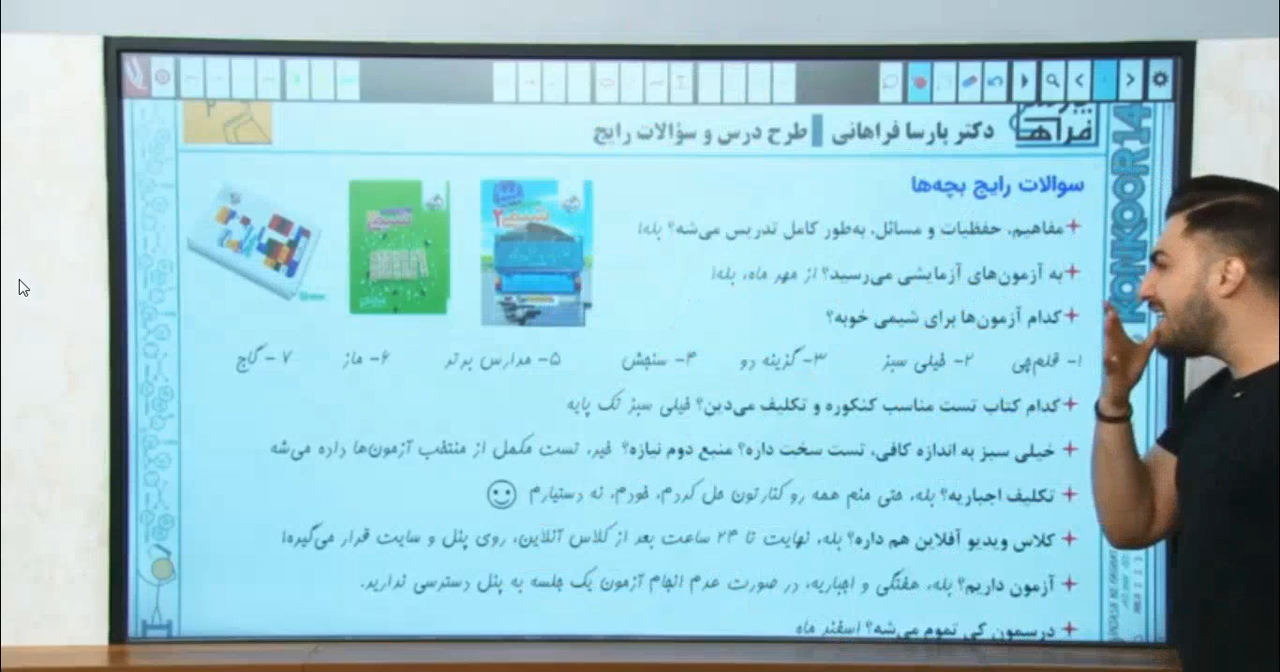 دکتر پارسا فراهانی | طرح درس و سؤالات رایج
فراها
KONKOOR14
سوالات رایج بچه‌ها
+مفاهیم، حفظیات و مسائل، به‌طور کامل تدریس می‌شه؟ بله!
+به آزمون‌های آزمایشی می‌رسید؟ از مهر ماه، بله!
+کدام آزمون‌ها برای شیمی خوبه؟
۱- قلم‌چی ۲- خیلی سبز ۳- گزینه دو ۴- سنجش ۵- مدارس برتر ۶- ماز ۷- گاج
+کدام کتاب تست مناسب کنکوره و تکلیف می‌دین؟ خیلی سبز تک پایه
+خیلی سبز به اندازه کافی، تست سخت داره؟ منبع دوم نیازه؟ خیر، تست مکمل از منتخب آزمون‌ها داده می‌شه
+تکلیف اجباریه؟ بله، حتی منم همه رو کنارتون حل کردم، خودم، نه دستیارم
+کلاس ویدیو آفلاین هم داره؟ بله، نهایت تا ۲۴ ساعت بعد از کلاس آنلاین، روی پنل و سایت قرار می‌گیره!
+آزمون داریم؟ بله، هفتگی و اجباریه، در صورت عدم انجام آزمون یک جلسه به پنل دسترسی ندارید.
+درسمون کی تموم می‌شه؟ اسفند ماه
شیمی ۲
شیمی